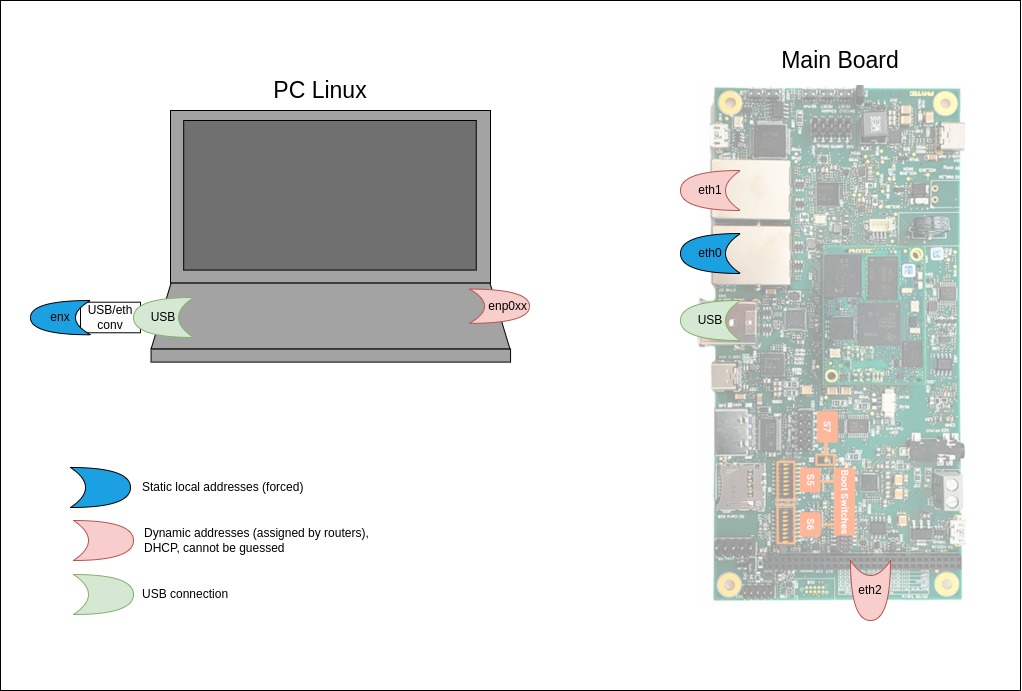 Main Board
PC Linux
eth1
eth0
USB
enx
USB/eth
conv
USB
enp0xx
S7
S5
S6
Boot Switches
eth2
Static local addresses (forced)
Dynamic addresses (assigned by routers),
DHCP, cannot be guessed
USB connection